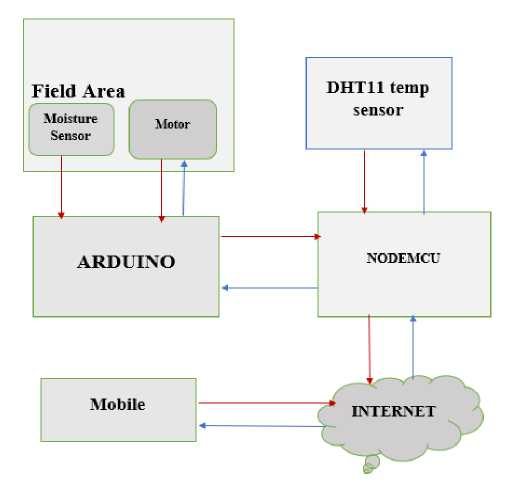 Field Area
Moisture
Sensor
Motor
DHT11 temp
sensor
ARDUINO
NODEMCU
Mobile
INTERNET